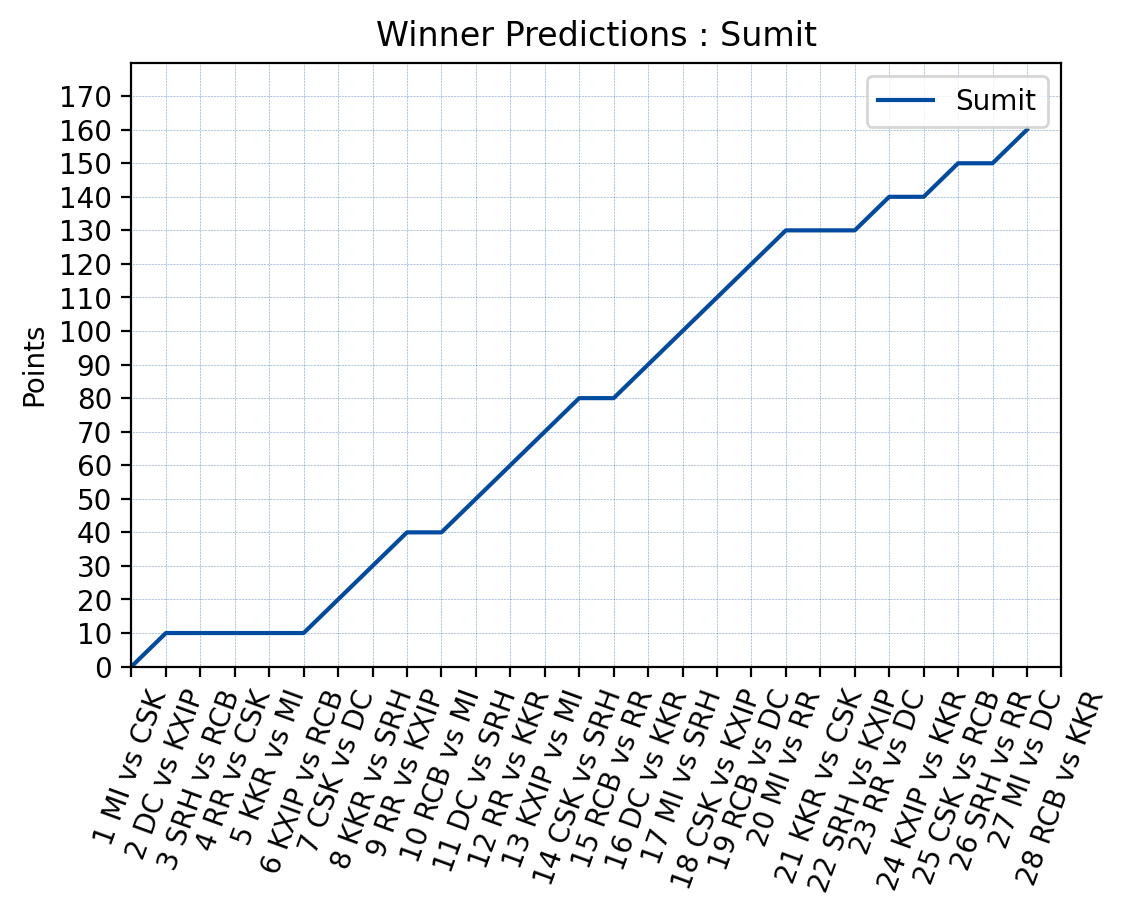 Winner Predictions : Sumit
Sumit
Points
170
160
150
140
130
120
110
100
90
80
70
60
50
40
30
20
10
0
1 MI vs CSK
2 DC vs KXIP
3 SRH vs RCB
4 RR vs CSK
5 KKR vs MI
6 KXIP vs RCB
7 CSK vs DC
8 KKR vs SRH
9 RR vs KXIP
10 RCB vs MI
11 DC vs SRH
12 RR vs KKR
13 KXIP vs MI
14 CSK vs SRH
15 RCB vs RR
16 DC vs KKR
17 MI vs SRH
18 CSK vs KXIP
19 RCB vs DC
20 MI vs RR
21 KKR vs CSK
22 SRH vs KXIP
23 RR vs DC
24 KXIP vs KKR
25 CSK vs RCB
26 SRH vs RR
27 MI vs DC
28 RCB vs KKR